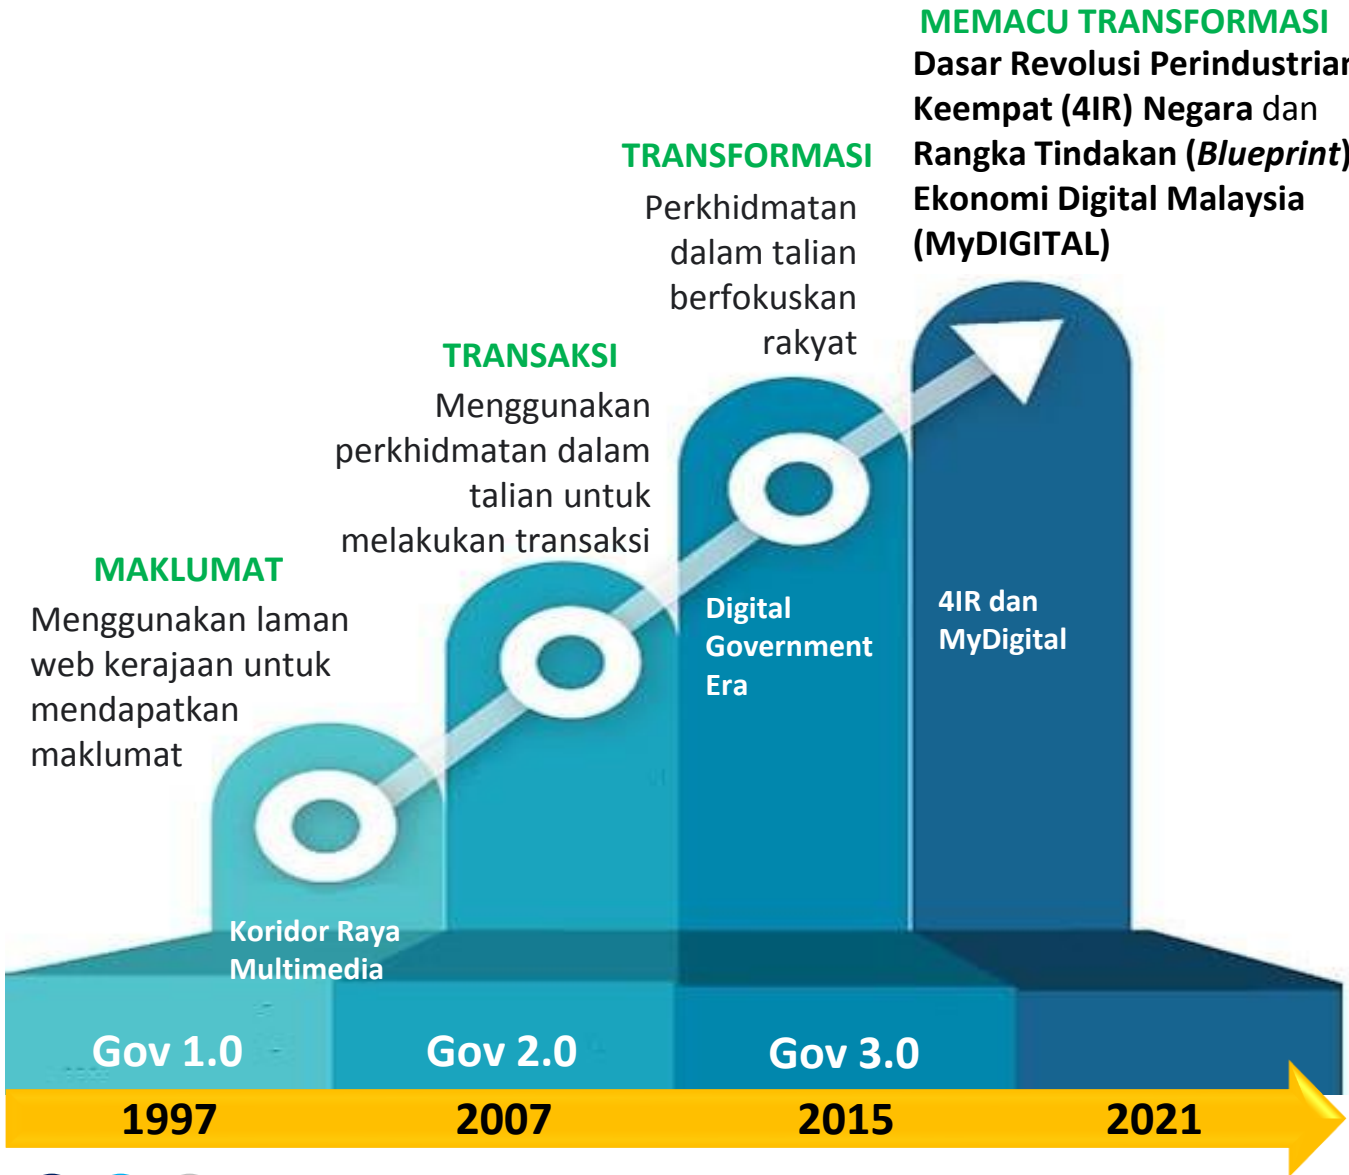 MAKLUMAT
Menggunakan laman
web kerajaan untuk
mendapatkan
maklumat
TRANSAKSI
Menggunakan
perkhidmatan dalam
talian untuk
melakukan transaksi
TRANSFORMASI
Perkhidmatan
dalam talian
berfokuskan
rakyat
MEMACU TRANSFORMASI
Dasar Revolusi Perindustrian
Keempat (4IR) Negara dan
Rangka Tindakan (Blueprint)
Ekonomi Digital Malaysia
(MyDIGITAL)
Koridor Raya
Multimedia
Digital
Government
Era
4IR dan
MyDigital
Gov 1.0
Gov 2.0
Gov 3.0
1997
2007
2015
2021